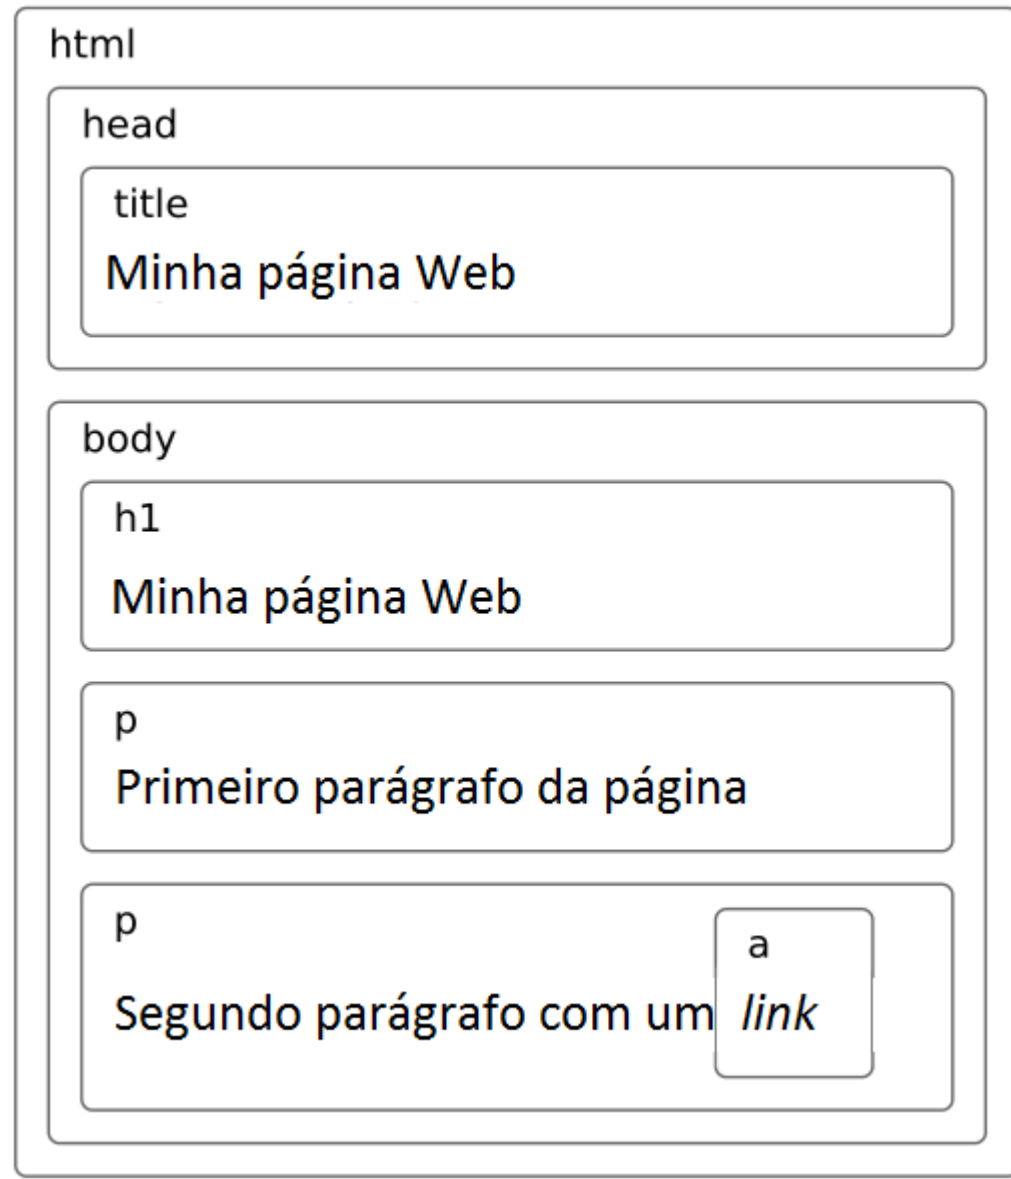 html
head
title
Minha página Web
body
h1
Minha página Web
p
Primeiro parágrafo da página
p
a
Segundo parágrafo com um link